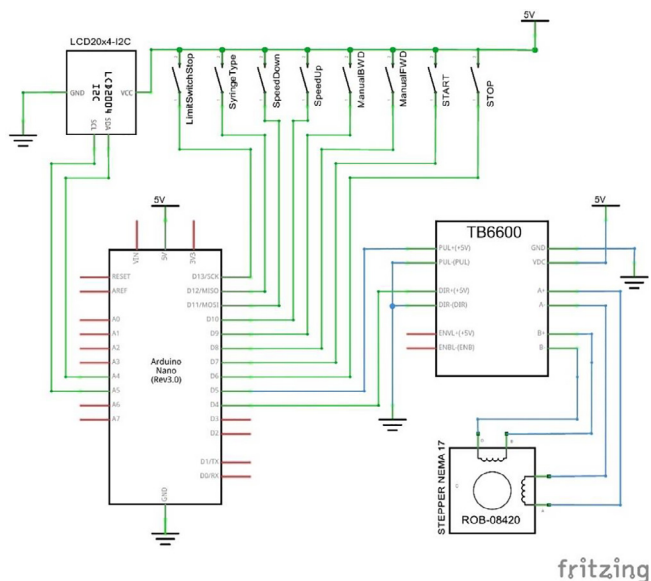 5V
LCD20x4-I2C
LCD2004
I2C
GND
VCC
SCL
SDA
LimitSwitchStop
SyringeType
SpeedDown
SpeedUp
ManualBWD
ManualFWD
START
STOP
5V
VIN
5V
3V3
RESET
AREF
A0
A1
A2
A3
A4
A5
A6
A7
Arduino
Nano
(Rev3.0)
D13/SCK
D12/MISO
D11/MOSI
D10
D9
D8
D7
D6
D5
D4
D3
D2
D1/TX
D0/RX
GND
5V
TB6600
PUL+(+5V)
PUL-(PUL)
DIR+(+5V)
DIR-(DIR)
ENVL+(+5V)
ENBL-(ENB)
GND
VDC
A+
A-
B+
B-
STEPPER NEMA 17
ROB-08420
fritzing